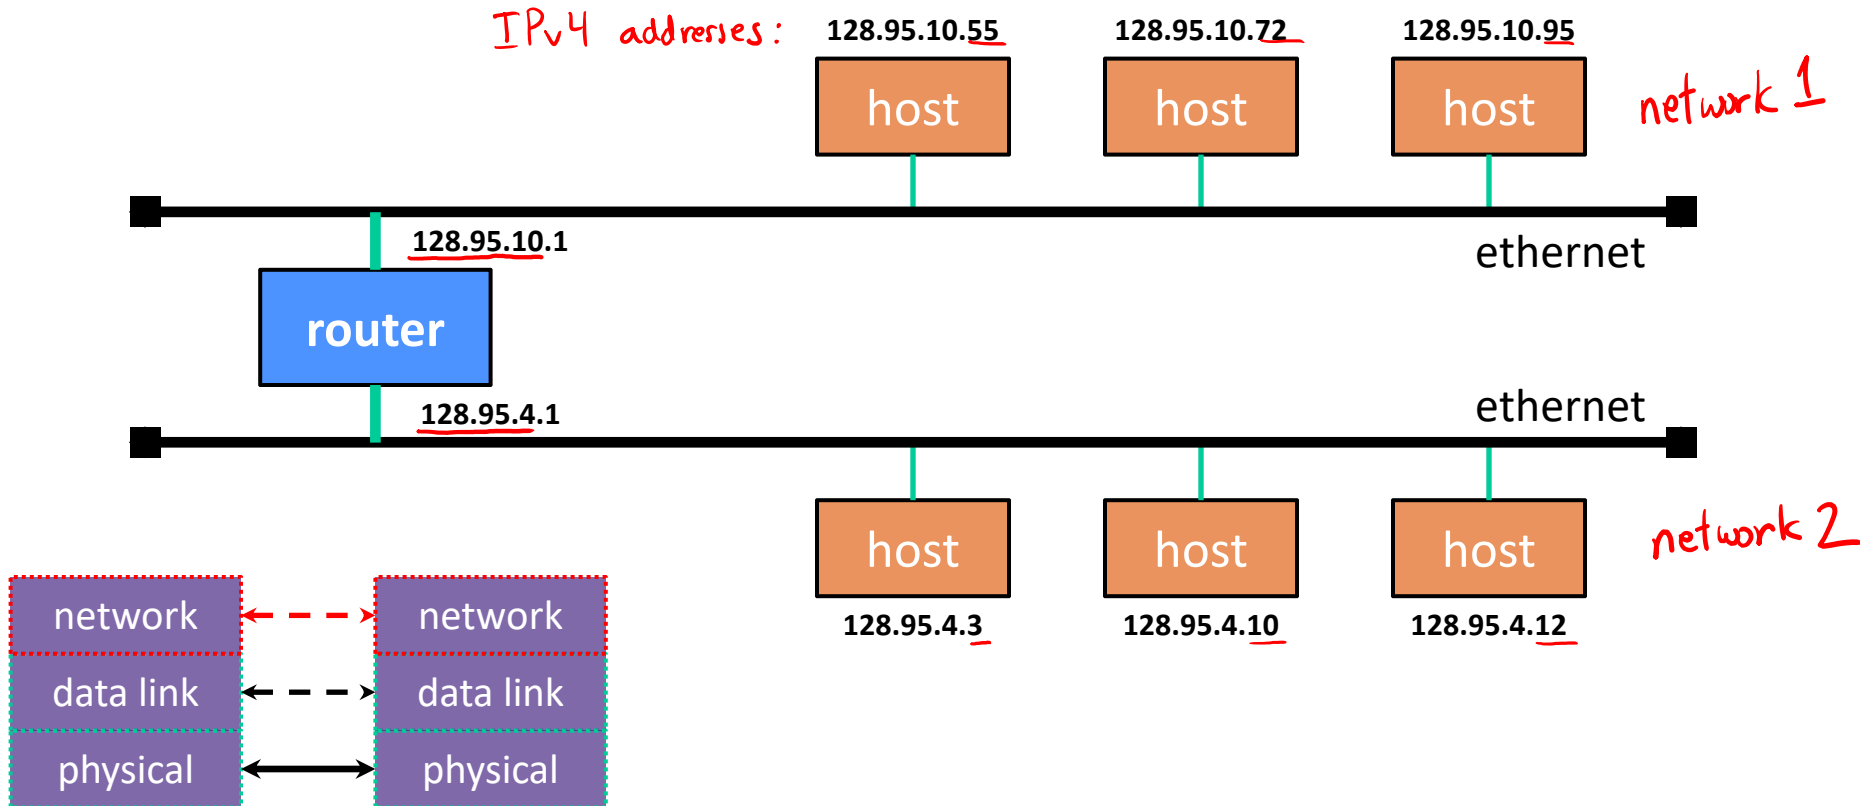 IPv4 addresses:
128.95.10.55 128.95.10.72 128.95.10.95
host host host
network 1
128.95.10.1
ethernet
router
128.95.4.1
ethernet
host host host
network 2
128.95.4.3 128.95.4.10 128.95.4.12
network network
data link data link
physical physical